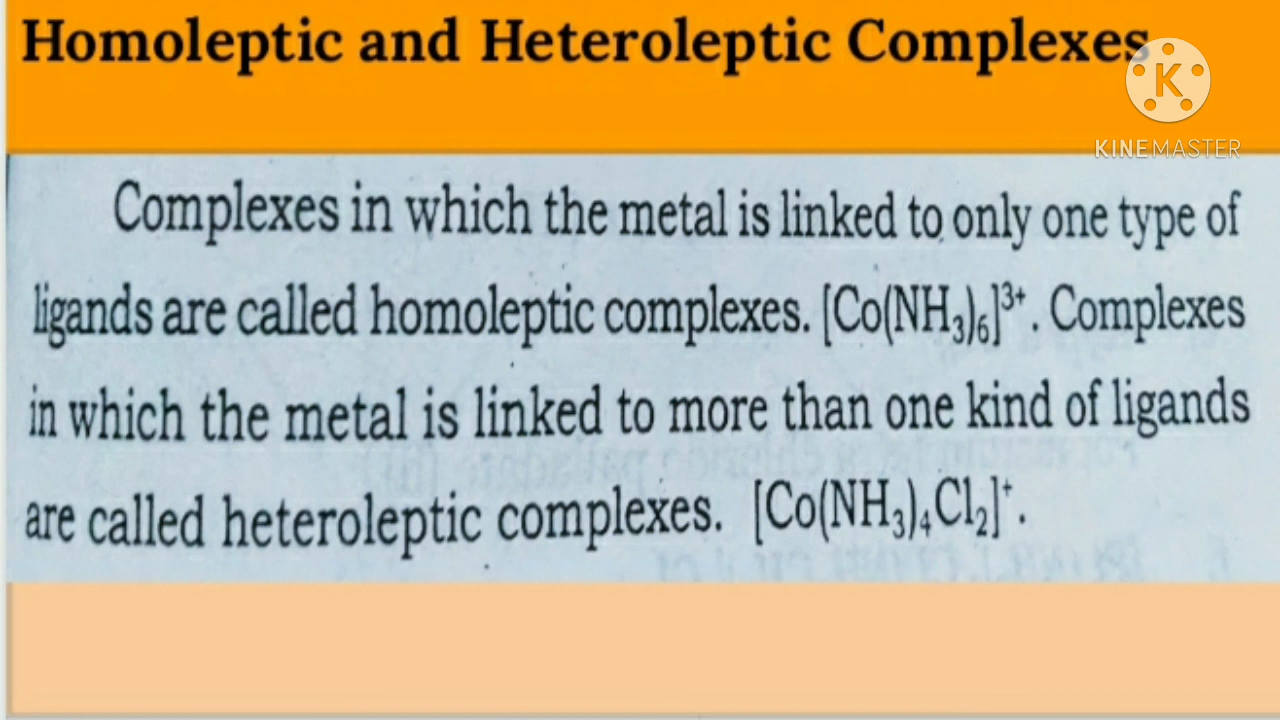 Homoleptic and Heteroleptic Complexes
K
KINEMASTER
Complexes in which the metal is linked to only one type of
ligands are called homoleptic complexes. [Co(NH₃)₆]³⁺. Complexes
in which the metal is linked to more than one kind of ligands
are called heteroleptic complexes. [Co(NH₃)₄Cl₂]⁺.